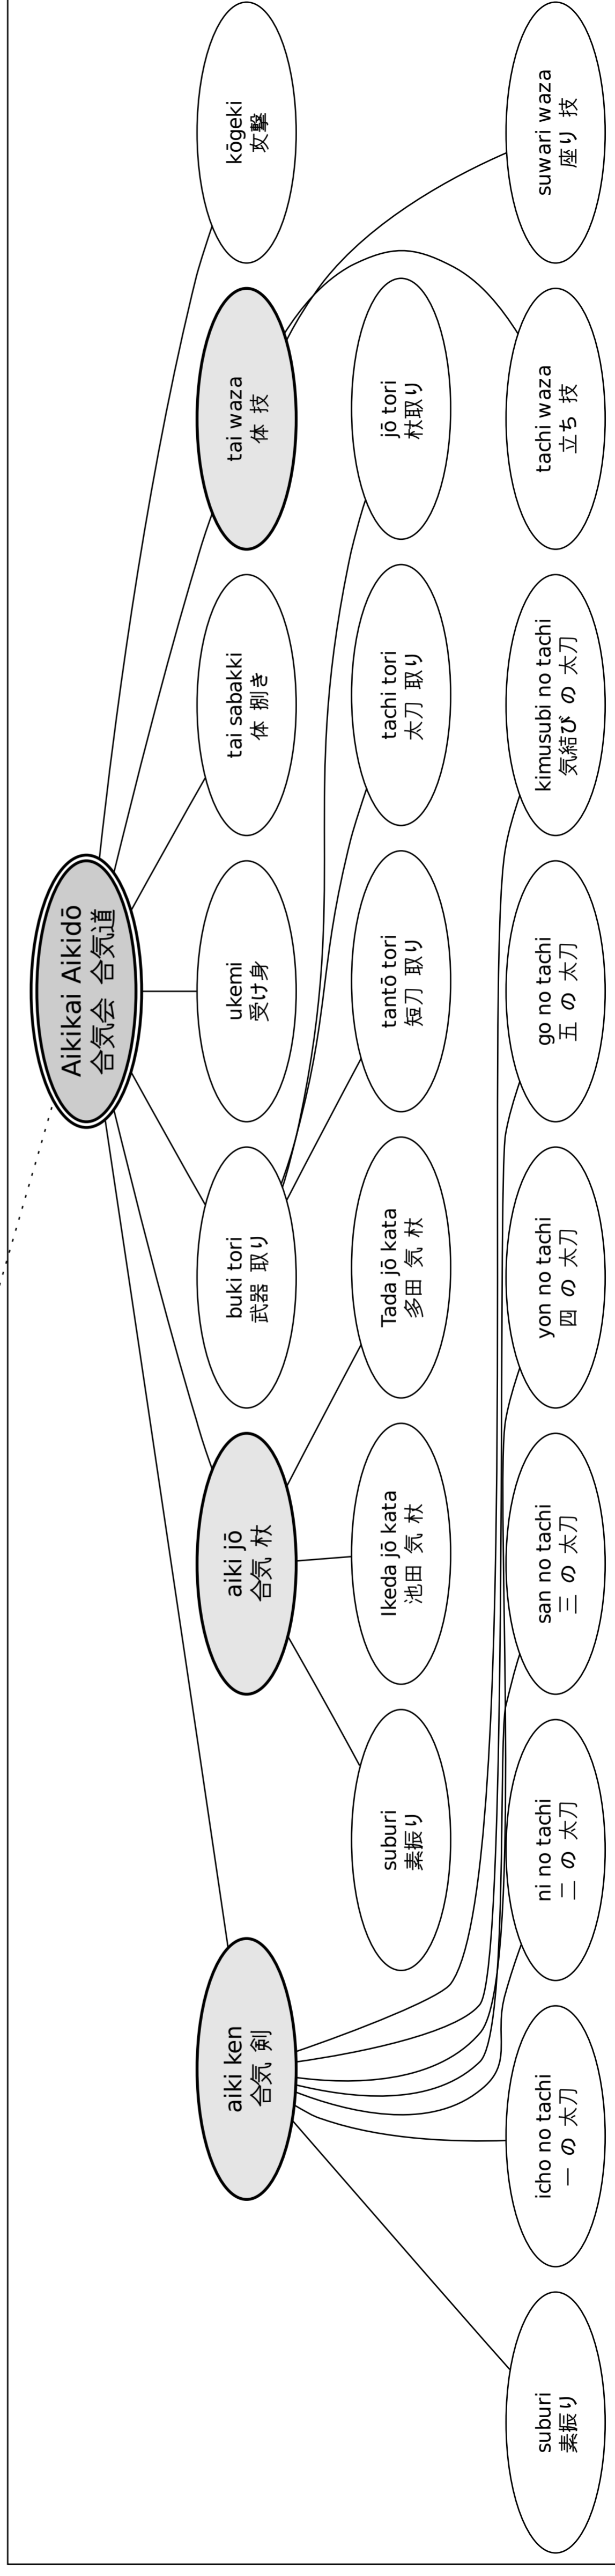 Aikikai Aikidō
合気会 合気道
aiki ken
合気 剣
aiki jō
合気 杖
buki tori
武器 取り
ukemi
受け身
tai sabakki
体 捌き
tai waza
体 技
kōgeki
攻撃
suburi
素振り
Ikeda jō kata
池田 気 杖
Tada jō kata
多田 気 杖
tantō tori
短刀 取り
tachi tori
太刀 取り
jō tori
杖取り
suburi
素振り
icho no tachi
一 の 太刀
ni no tachi
二 の 太刀
san no tachi
三 の 太刀
yon no tachi
四 の 太刀
go no tachi
五 の 太刀
kimusubi no tachi
気結び の 太刀
tachi waza
立ち 技
suwari waza
座り 技